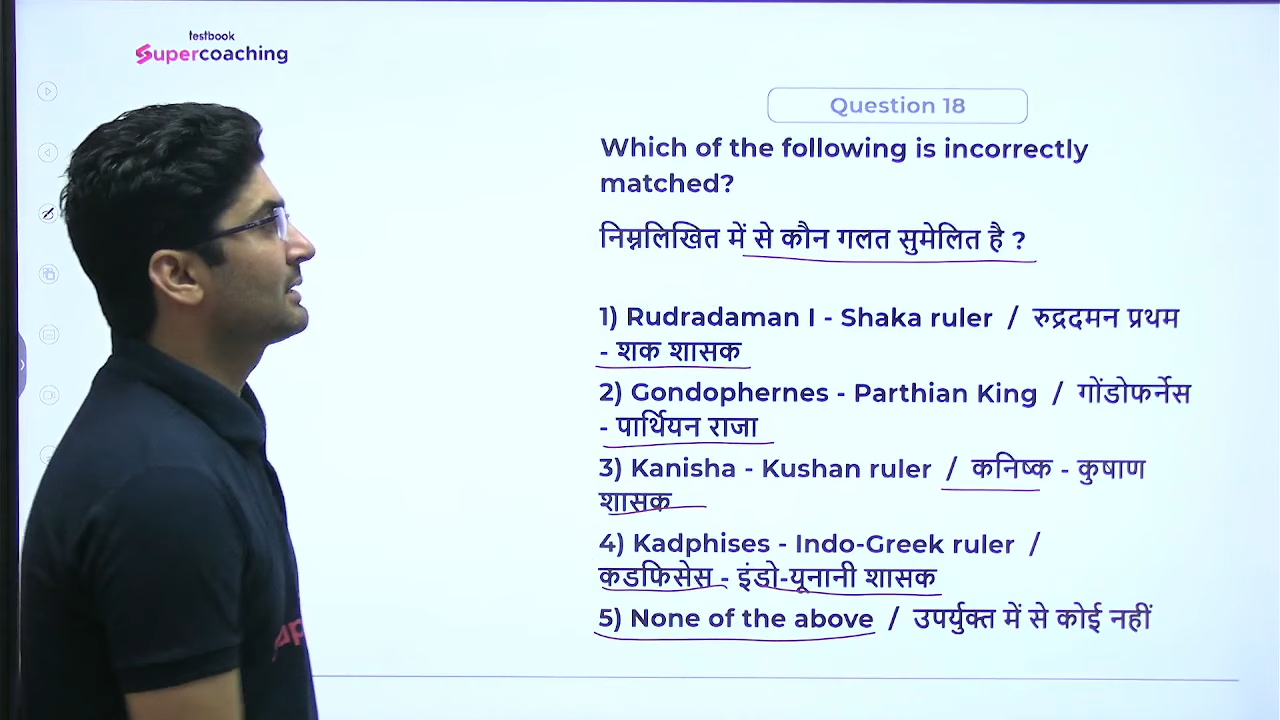 testbook
Supercoaching
Question 18
Which of the following is incorrectly
matched?
निम्नलिखित में से कौन गलत सुमेलित है ?
1) Rudradaman I - Shaka ruler / रुद्रदमन प्रथम
- शक शासक
2) Gondophernes - Parthian King / गोंडोफर्नेस
- पार्थियन राजा
3) Kanisha - Kushan ruler / कनिष्क - कुषाण
शासक
4) Kadphises - Indo-Greek ruler /
कडफिसेस - इंडो-यूनानी शासक
5) None of the above / उपर्युक्त में से कोई नहीं